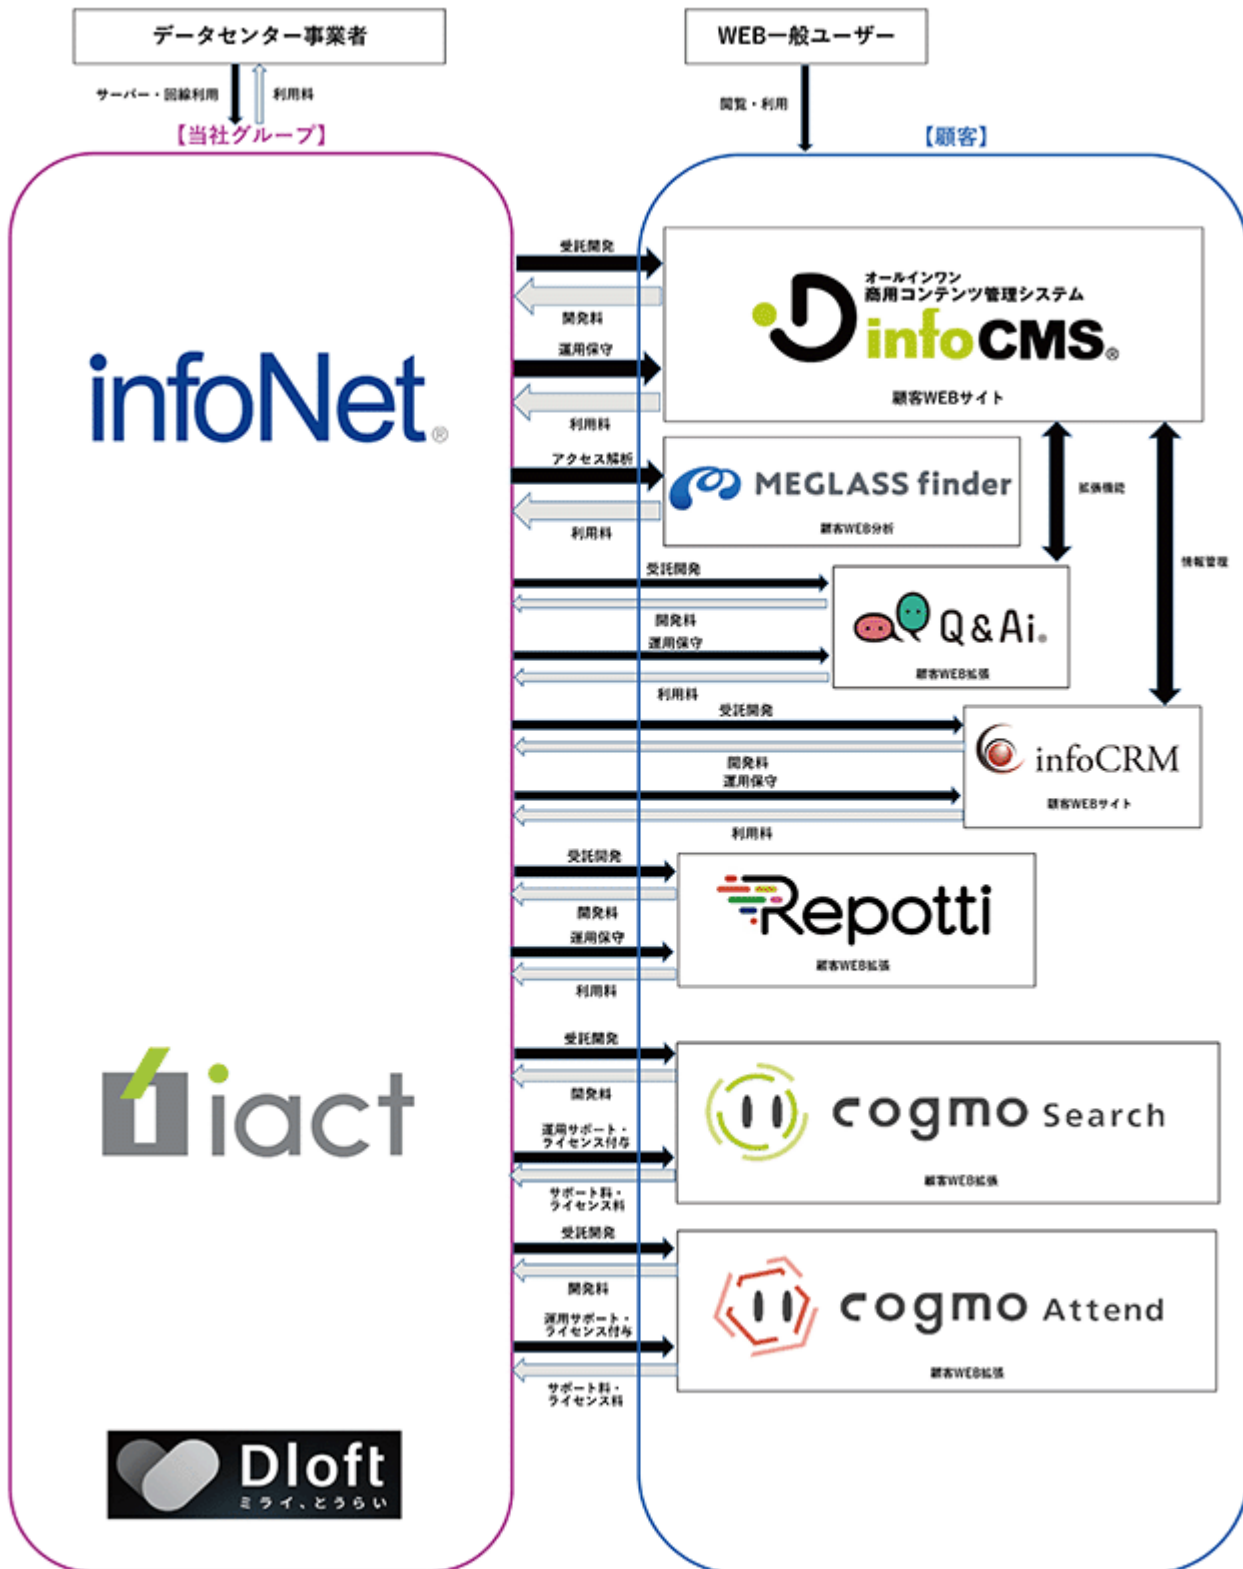 データセンター事業者
WEB一般ユーザー
サーバー・回線利用
利用料
閲覧・利用
【当社グループ】
【顧客】
受託開発
開発料
運用保守
利用料
オールインワン
商用コンテンツ管理システム
infoCMS®
顧客WEBサイト
infoNet®
アクセス解析
利用料
MEGLASS finder
顧客WEB分析
拡張機能
情報管理
受託開発
開発料
運用保守
利用料
Q&Ai®
顧客WEB拡張
受託開発
開発料
運用保守
利用料
infoCRM
顧客WEBサイト
受託開発
開発料
運用保守
利用料
Repotti
顧客WEB拡張
iact
受託開発
開発料
運用サポート・
ライセンス付与
サポート料・
ライセンス料
cogmo Search
顧客WEB拡張
受託開発
開発料
運用サポート・
ライセンス付与
サポート料・
ライセンス料
cogmo Attend
顧客WEB拡張
Dloft
ミライ、とうらい